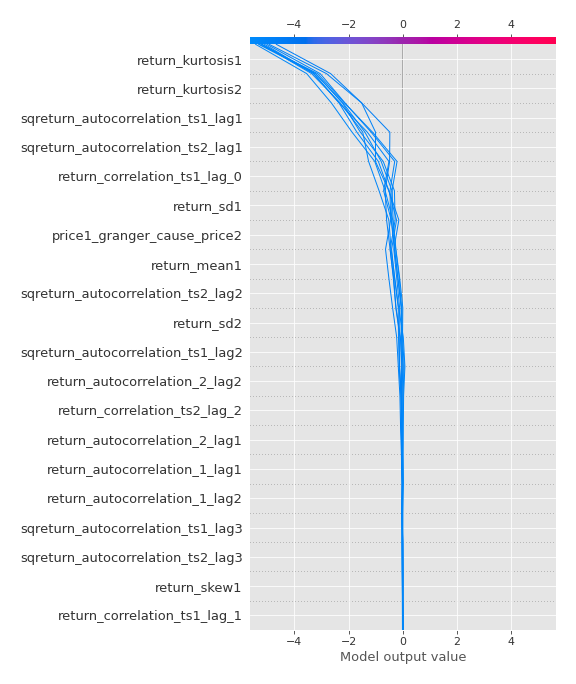 −4 −2 0 2 4
return_kurtosis1
return_kurtosis2
sqreturn_autocorrelation_ts1_lag1
sqreturn_autocorrelation_ts2_lag1
return_correlation_ts1_lag_0
return_sd1
price1_granger_cause_price2
return_mean1
sqreturn_autocorrelation_ts2_lag2
return_sd2
sqreturn_autocorrelation_ts1_lag2
return_autocorrelation_2_lag2
return_correlation_ts2_lag_2
return_autocorrelation_2_lag1
return_autocorrelation_1_lag1
return_autocorrelation_1_lag2
sqreturn_autocorrelation_ts1_lag3
sqreturn_autocorrelation_ts2_lag3
return_skew1
return_correlation_ts1_lag_1
−4 −2 0 2 4
Model output value